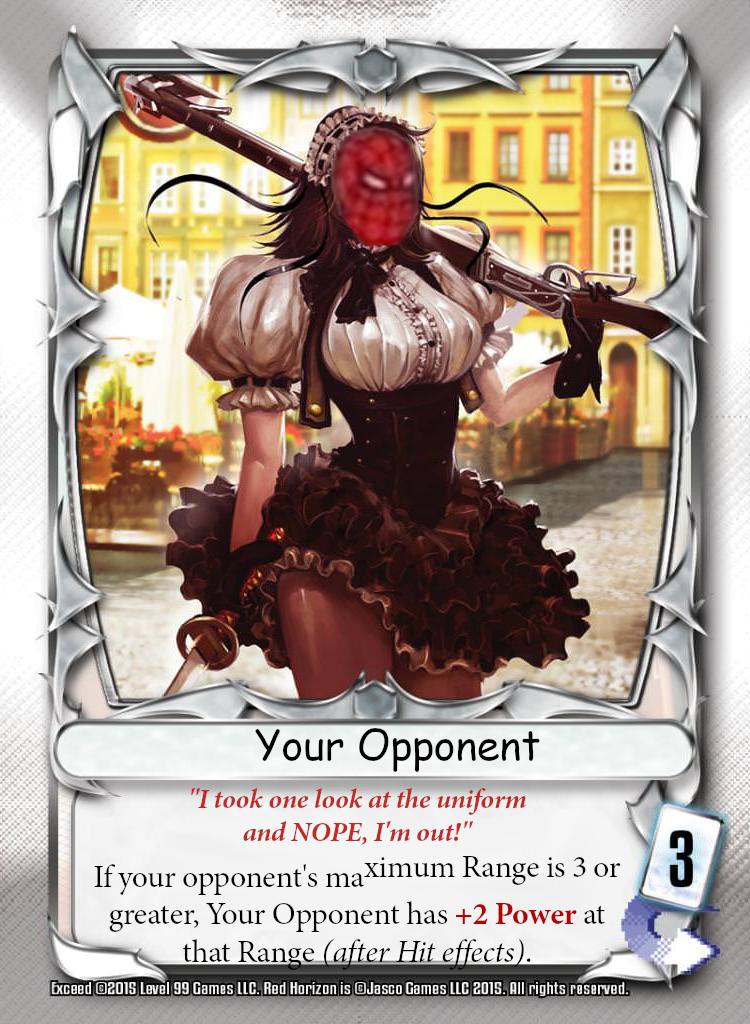 Your Opponent
"I took one look at the uniform
and NOPE, I'm out!"
If your opponent's maximum Range is 3 or
greater, Your Opponent has +2 Power at
that Range (after Hit effects).
3
Exceed ©2015 Level 99 Games LLC. Red Horizon is ©Jasco Games LLC 2015. All rights reserved.